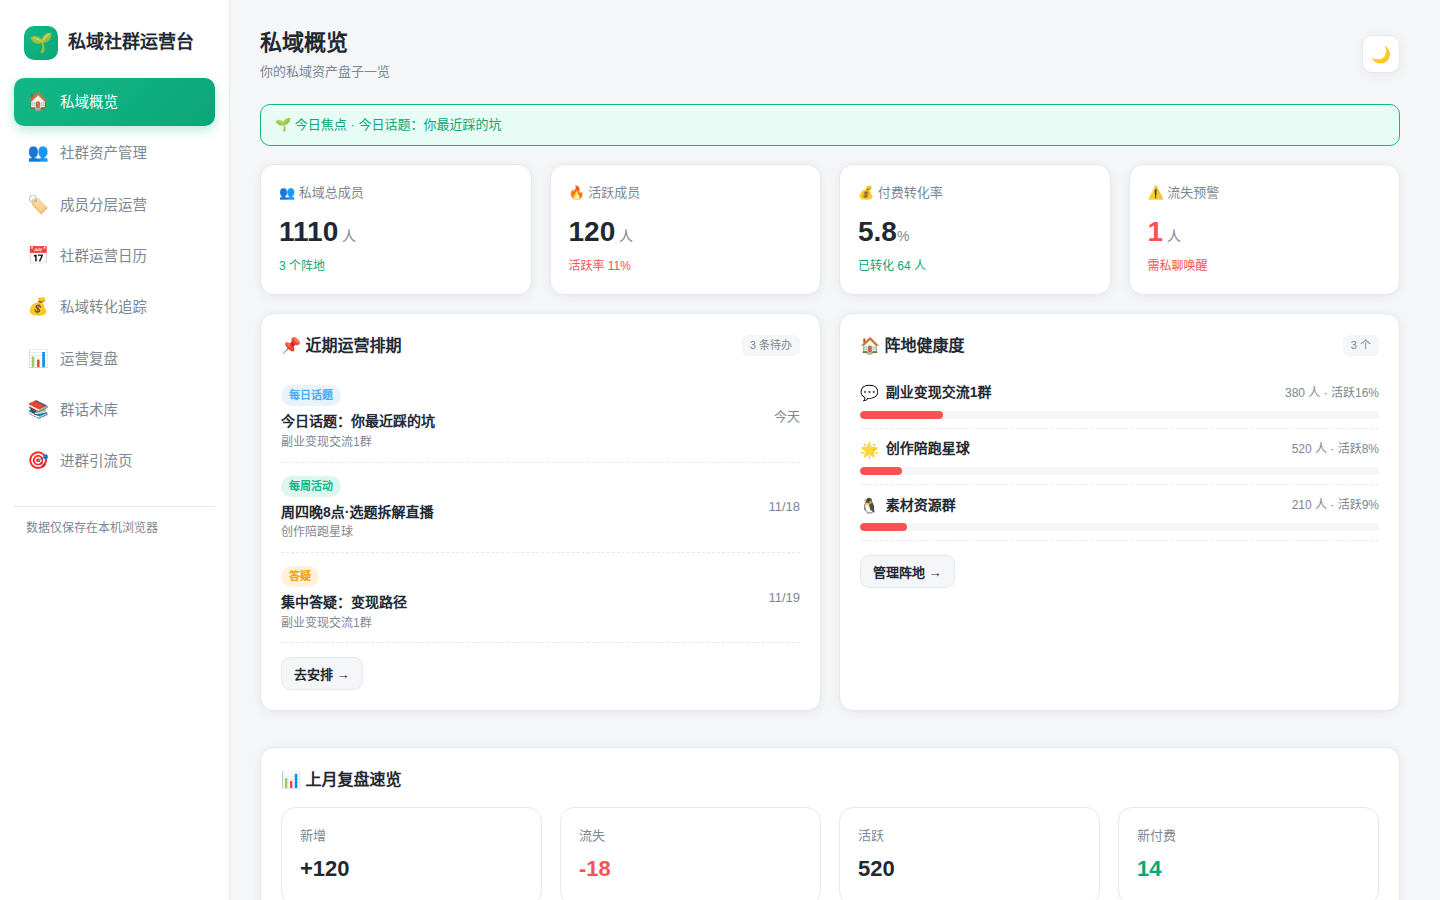 🌱 私域社群运营台
🏠 私域概览
👥 社群资产管理
🏷️ 成员分层运营
📅 社群运营日历
💰 私域转化追踪
📊 运营复盘
📚 群话术库
🎯 进群引流页
数据仅保存在本机浏览器
私域概览
你的私域资产盘子一览
🌙
🌱 今日焦点 · 今日话题：你最近踩的坑
👥 私域总成员
1110 人
3 个阵地
🔥 活跃成员
120 人
活跃率 11%
💰 付费转化率
5.8%
已转化 64 人
⚠️ 流失预警
1 人
需私聊唤醒
📌 近期运营排期
3 条待办
每日话题
今日话题：你最近踩的坑
副业变现交流1群
今天
每周活动
周四晚8点·选题拆解直播
创作陪跑星球
11/18
答疑
集中答疑：变现路径
副业变现交流1群
11/19
去安排 →
🏠 阵地健康度
3 个
💬 副业变现交流1群
380 人 · 活跃16%
🌟 创作陪跑星球
520 人 · 活跃8%
🐧 素材资源群
210 人 · 活跃9%
管理阵地 →
📊 上月复盘速览
新增
+120
流失
-18
活跃
520
新付费
14